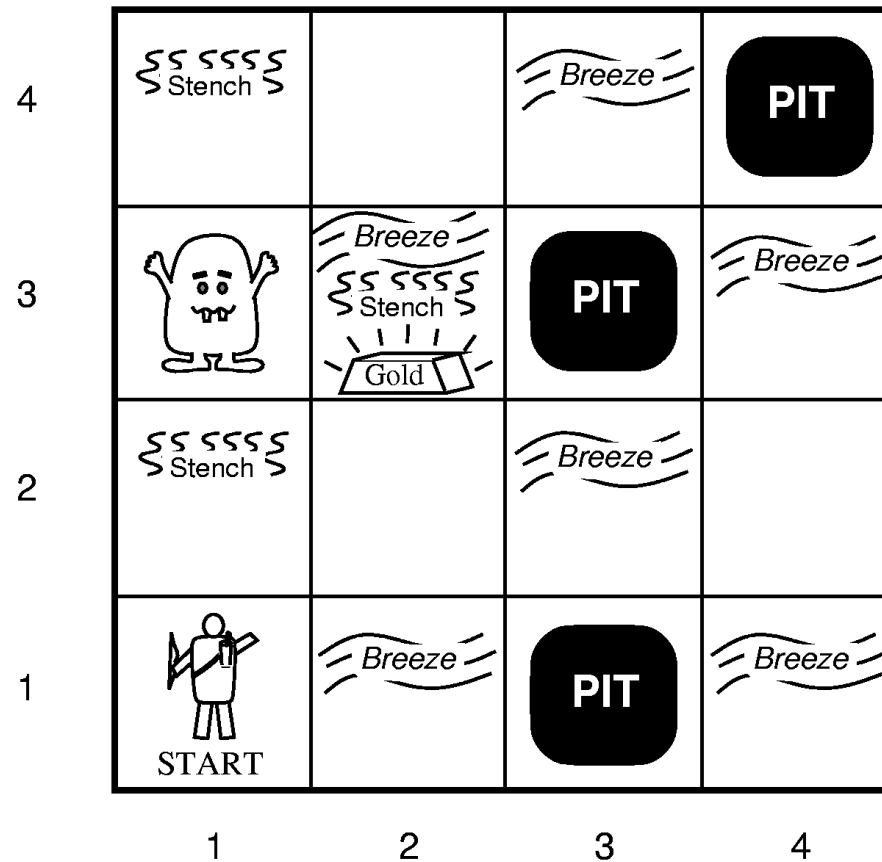 4
Stench
Breeze
PIT
3
Breeze
Stench
Gold
PIT
Breeze
2
Stench
Breeze
1
START
Breeze
PIT
Breeze
1 2 3 4